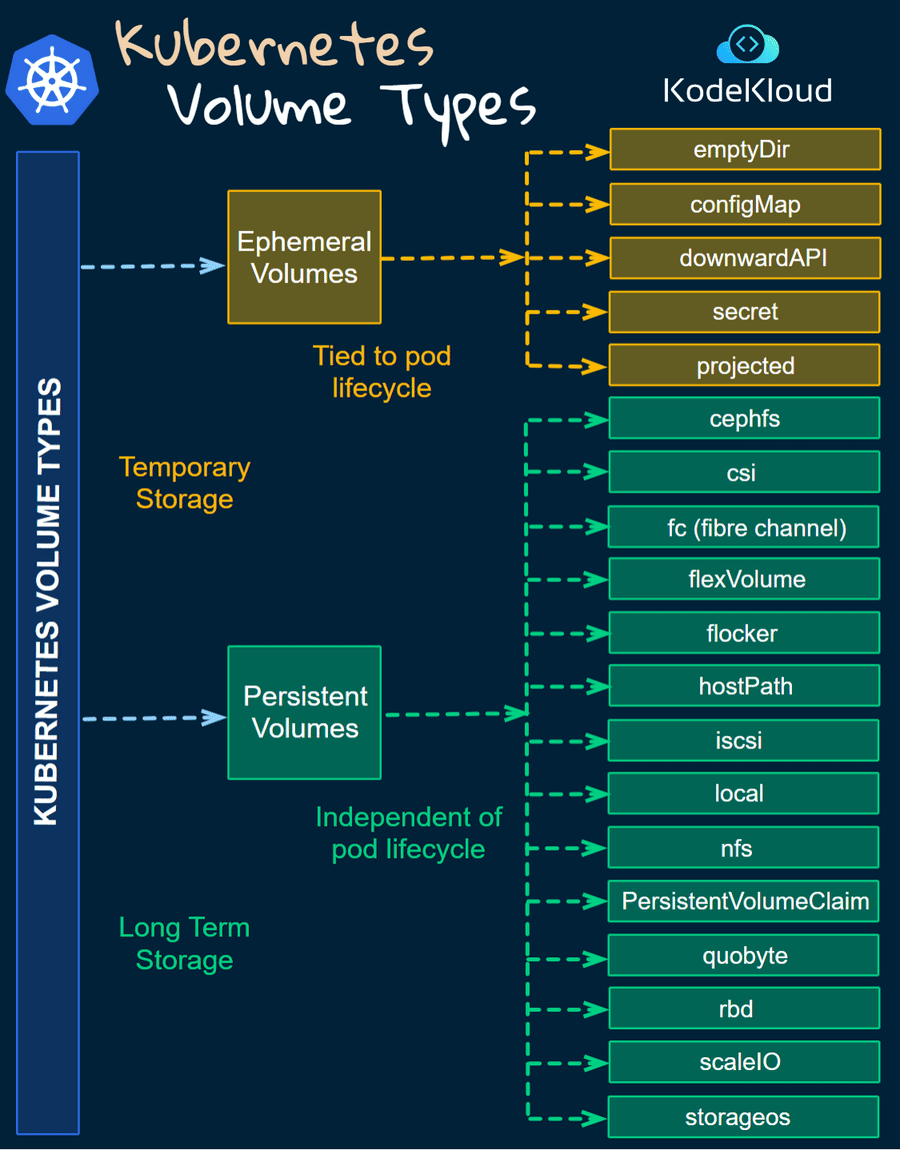 Kubernetes
Volume Types
KodeKloud
KUBERNETES VOLUME TYPES
Ephemeral
Volumes
Tied to pod
lifecycle
Temporary
Storage
emptyDir
configMap
downwardAPI
secret
projected
Persistent
Volumes
Independent of
pod lifecycle
Long Term
Storage
cephfs
csi
fc (fibre channel)
flexVolume
flocker
hostPath
iscsi
local
nfs
PersistentVolumeClaim
quobyte
rbd
scaleIO
storageos